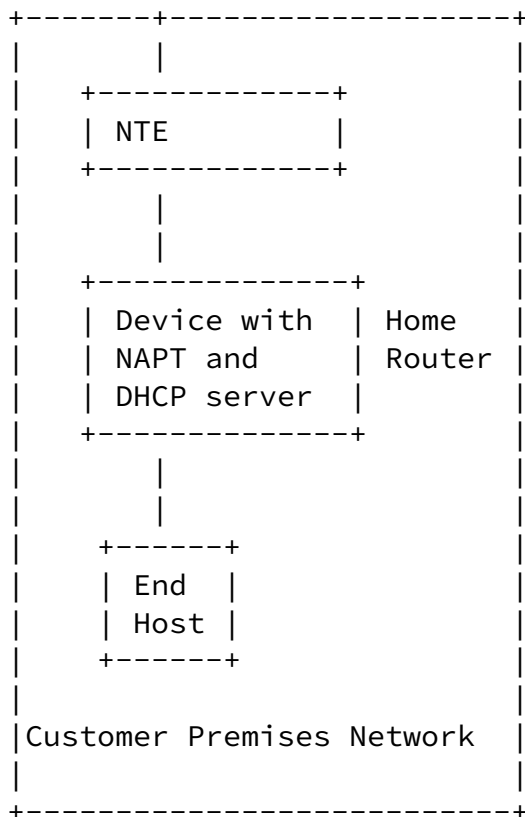 NTE
Device with
NAPT and
DHCP server
Home
Router
End
Host
Customer Premises Network